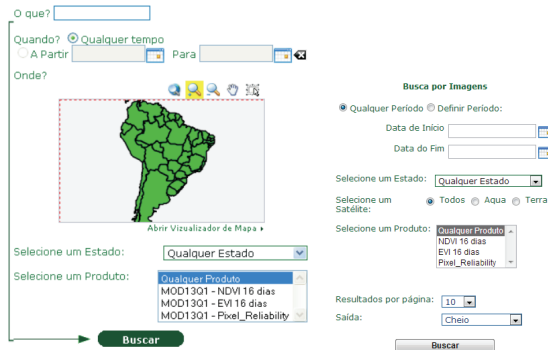 O que?
Quando? Qualquer tempo
A Partir Para
Onde?
Abrir Vizualizador de Mapa
Selecione um Estado: Qualquer Estado
Selecione um Produto: Qualquer Produto
MOD13Q1 - NDVI 16 dias
MOD13Q1 - EVI 16 dias
MOD13Q1 - Pixel_Reliability
Buscar
Busca por Imagens
Qualquer Período Definir Período:
Data de Início
Data do Fim
Selecione um Estado: Qualquer Estado
Selecione um Satélite: Todos Aqua Terra
Selecione um Produto: Qualquer Produto
NDVI 16 dias
EVI 16 dias
Pixel_Reliability
Resultados por página: 10
Saída: Cheio
Buscar